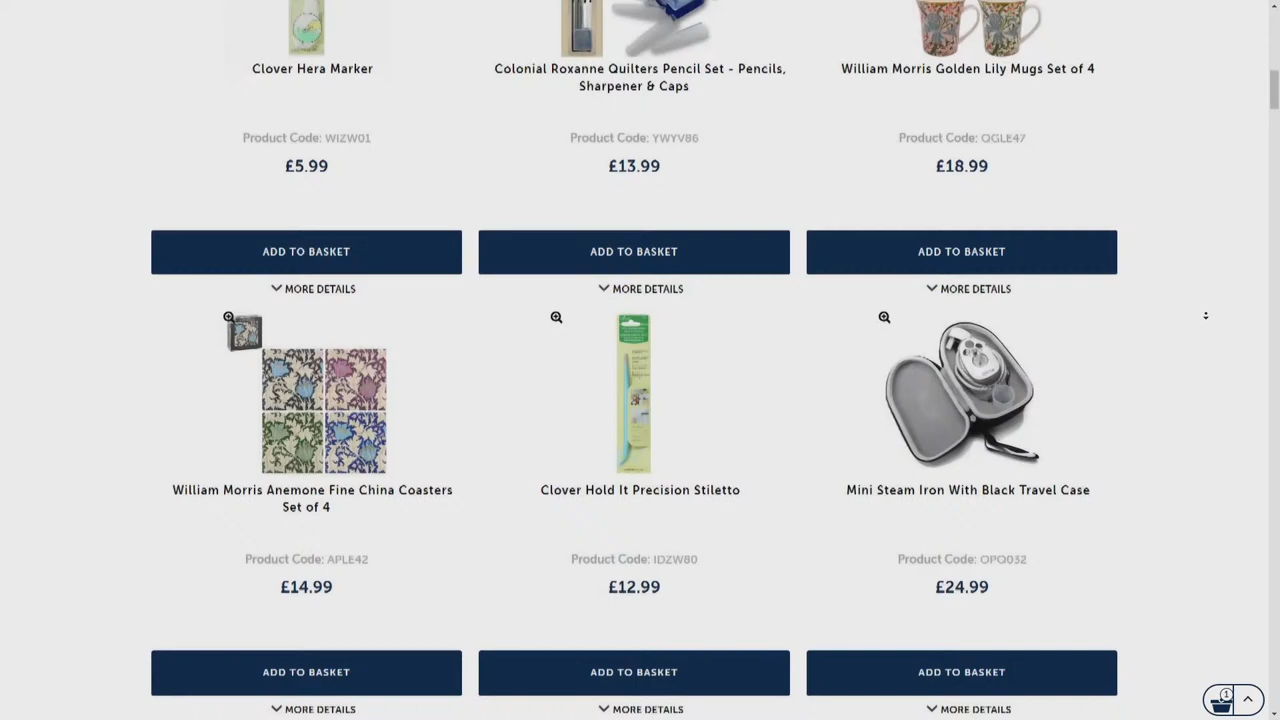 Clover Hera Marker
Colonial Roxanne Quilters Pencil Set - Pencils,
Sharpener & Caps
William Morris Golden Lily Mugs Set of 4
Product Code: WIZW01
Product Code: YWYV86
Product Code: QGLE47
£5.99
£13.99
£18.99
ADD TO BASKET
ADD TO BASKET
ADD TO BASKET
MORE DETAILS
MORE DETAILS
MORE DETAILS
William Morris Anemone Fine China Coasters
Set of 4
Clover Hold It Precision Stiletto
Mini Steam Iron With Black Travel Case
Product Code: APLE42
Product Code: IDZW80
Product Code: OPQ032
£14.99
£12.99
£24.99
ADD TO BASKET
ADD TO BASKET
ADD TO BASKET
MORE DETAILS
MORE DETAILS
MORE DETAILS
1